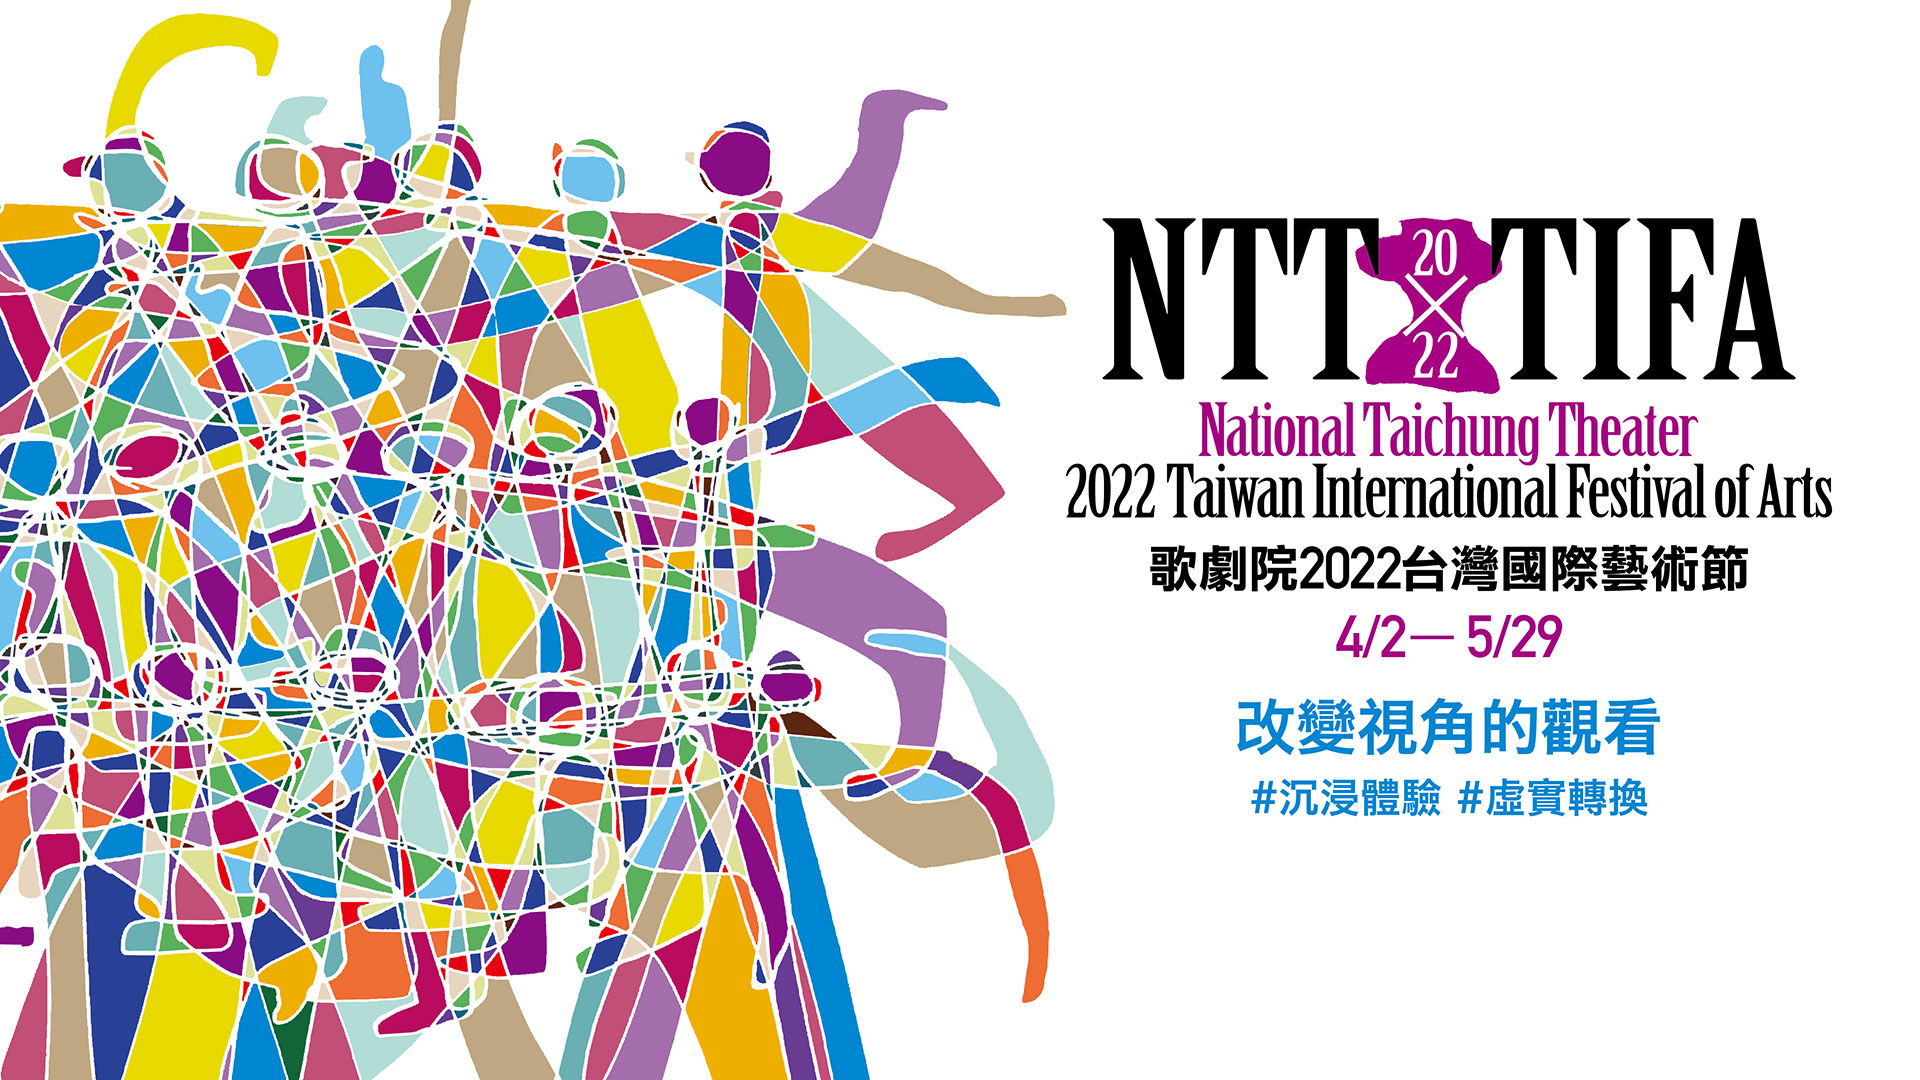 NTT 20×22 TIFA
National Taichung Theater
2022 Taiwan International Festival of Arts
歌劇院2022台灣國際藝術節
4/2— 5/29
改變視角的觀看
#沉浸體驗 #虛實轉換